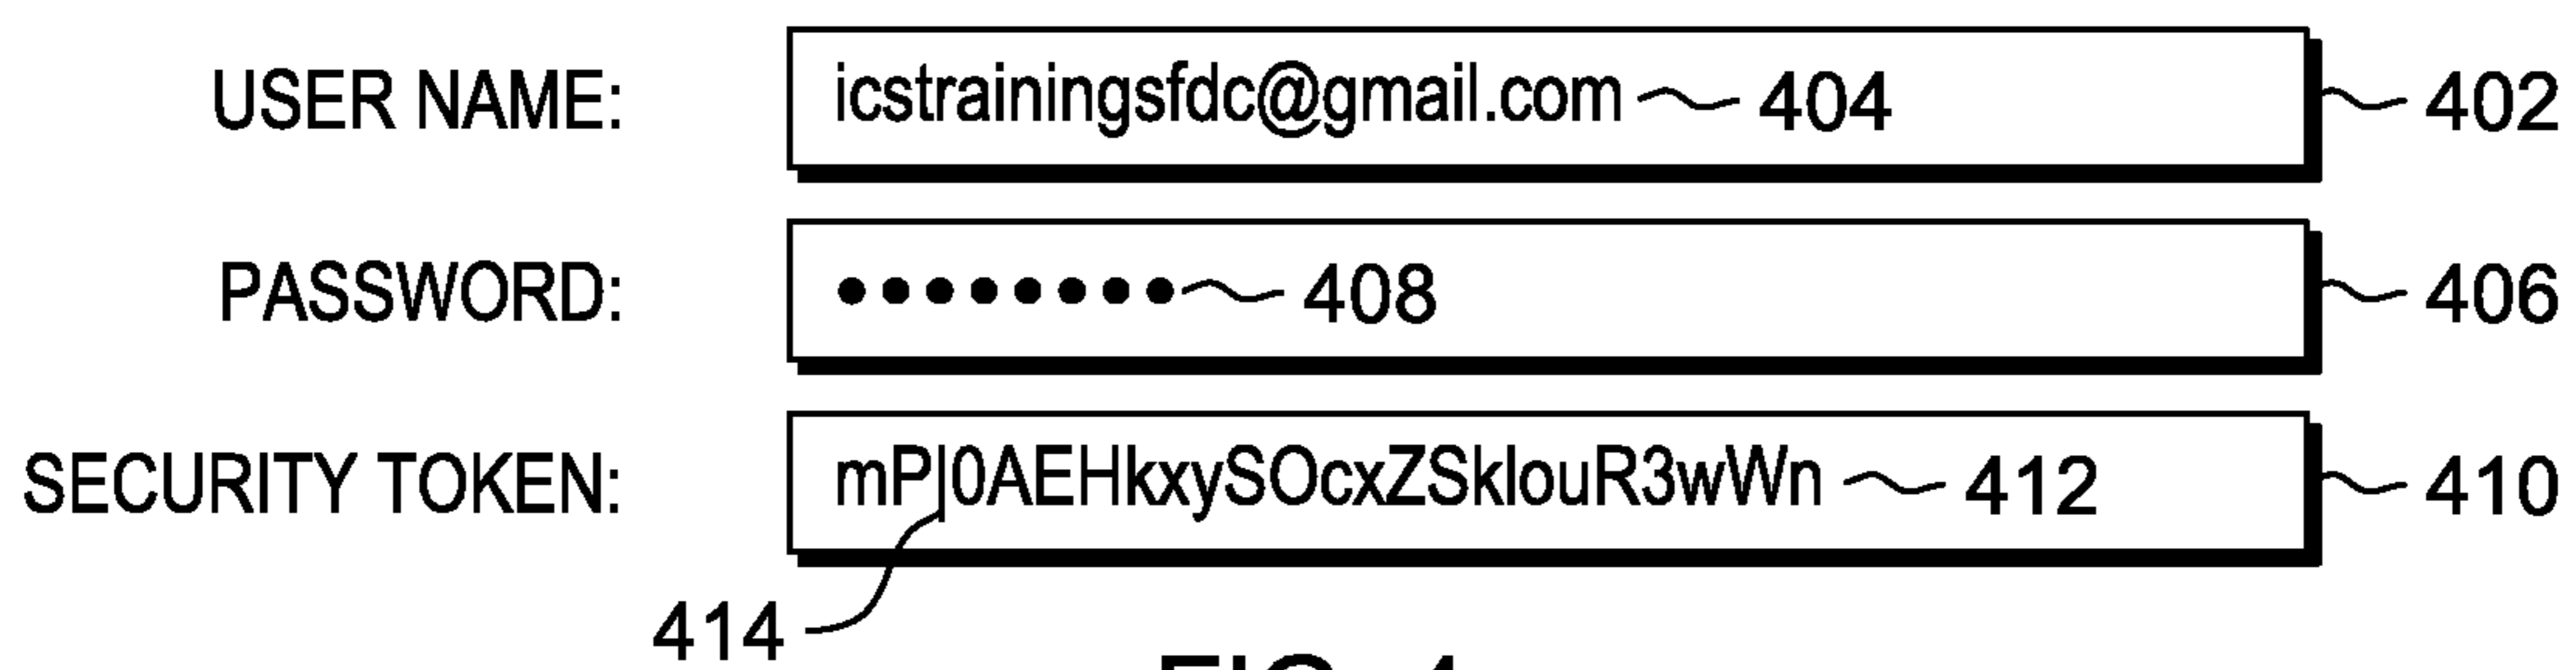 USER NAME: icstrainingsfdc@gmail.com 404 402
PASSWORD: ●●●●●●●● 408 406
SECURITY TOKEN: mP|0AEHkxySOcxZSklouR3wWn 412 410
414